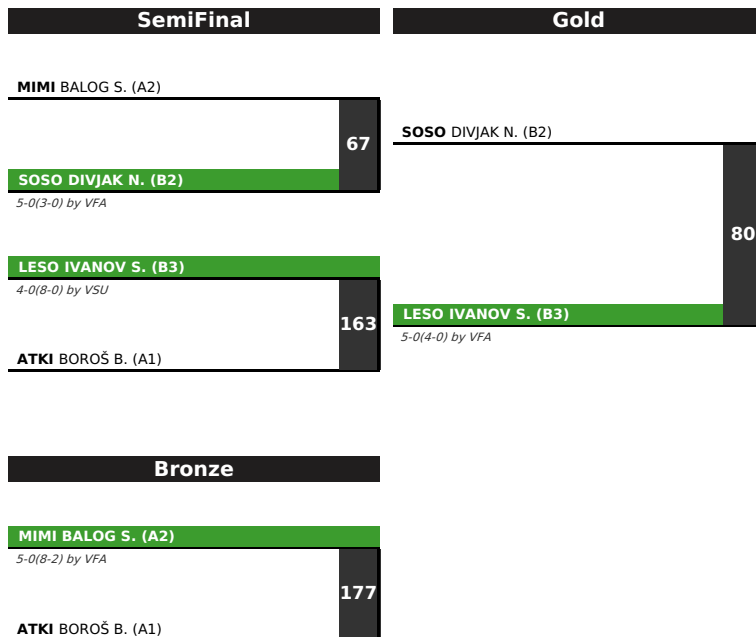 SemiFinal
MIMI BALOG S. (A2)
67
SOSO DIVJAK N. (B2)
5-0(3-0) by VFA
LESO IVANOV S. (B3)
4-0(8-0) by VSU
163
ATKI BOROŠ B. (A1)
Gold
SOSO DIVJAK N. (B2)
80
LESO IVANOV S. (B3)
5-0(4-0) by VFA
Bronze
MIMI BALOG S. (A2)
5-0(8-2) by VFA
177
ATKI BOROŠ B. (A1)